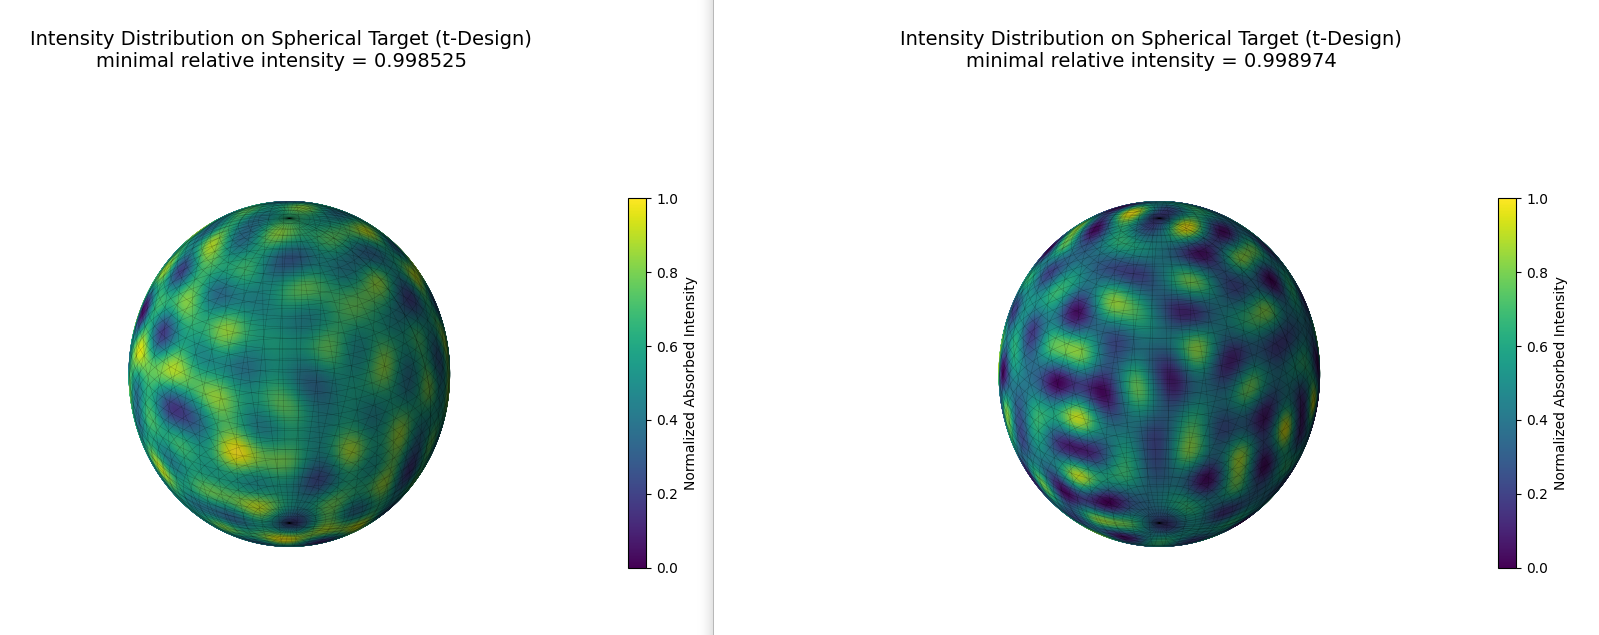 Intensity Distribution on Spherical Target (t-Design)
minimal relative intensity = 0.998525
1.0
0.8
0.6
0.4
0.2
0.0
Normalized Absorbed Intensity
Intensity Distribution on Spherical Target (t-Design)
minimal relative intensity = 0.998974
1.0
0.8
0.6
0.4
0.2
0.0
Normalized Absorbed Intensity